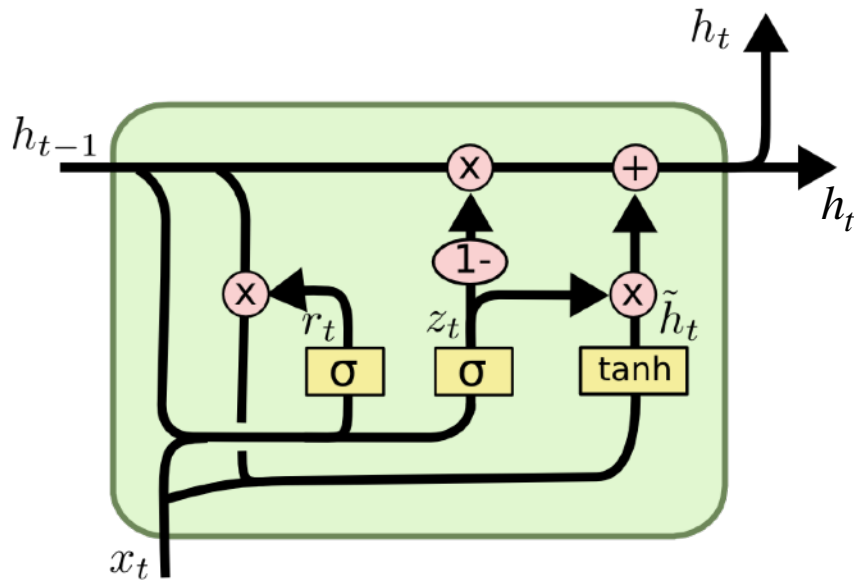 h_t
h_{t-1}
x
+
h_t
1-
x
r_t
z_t
x
h̃_t
σ
σ
tanh
x_t